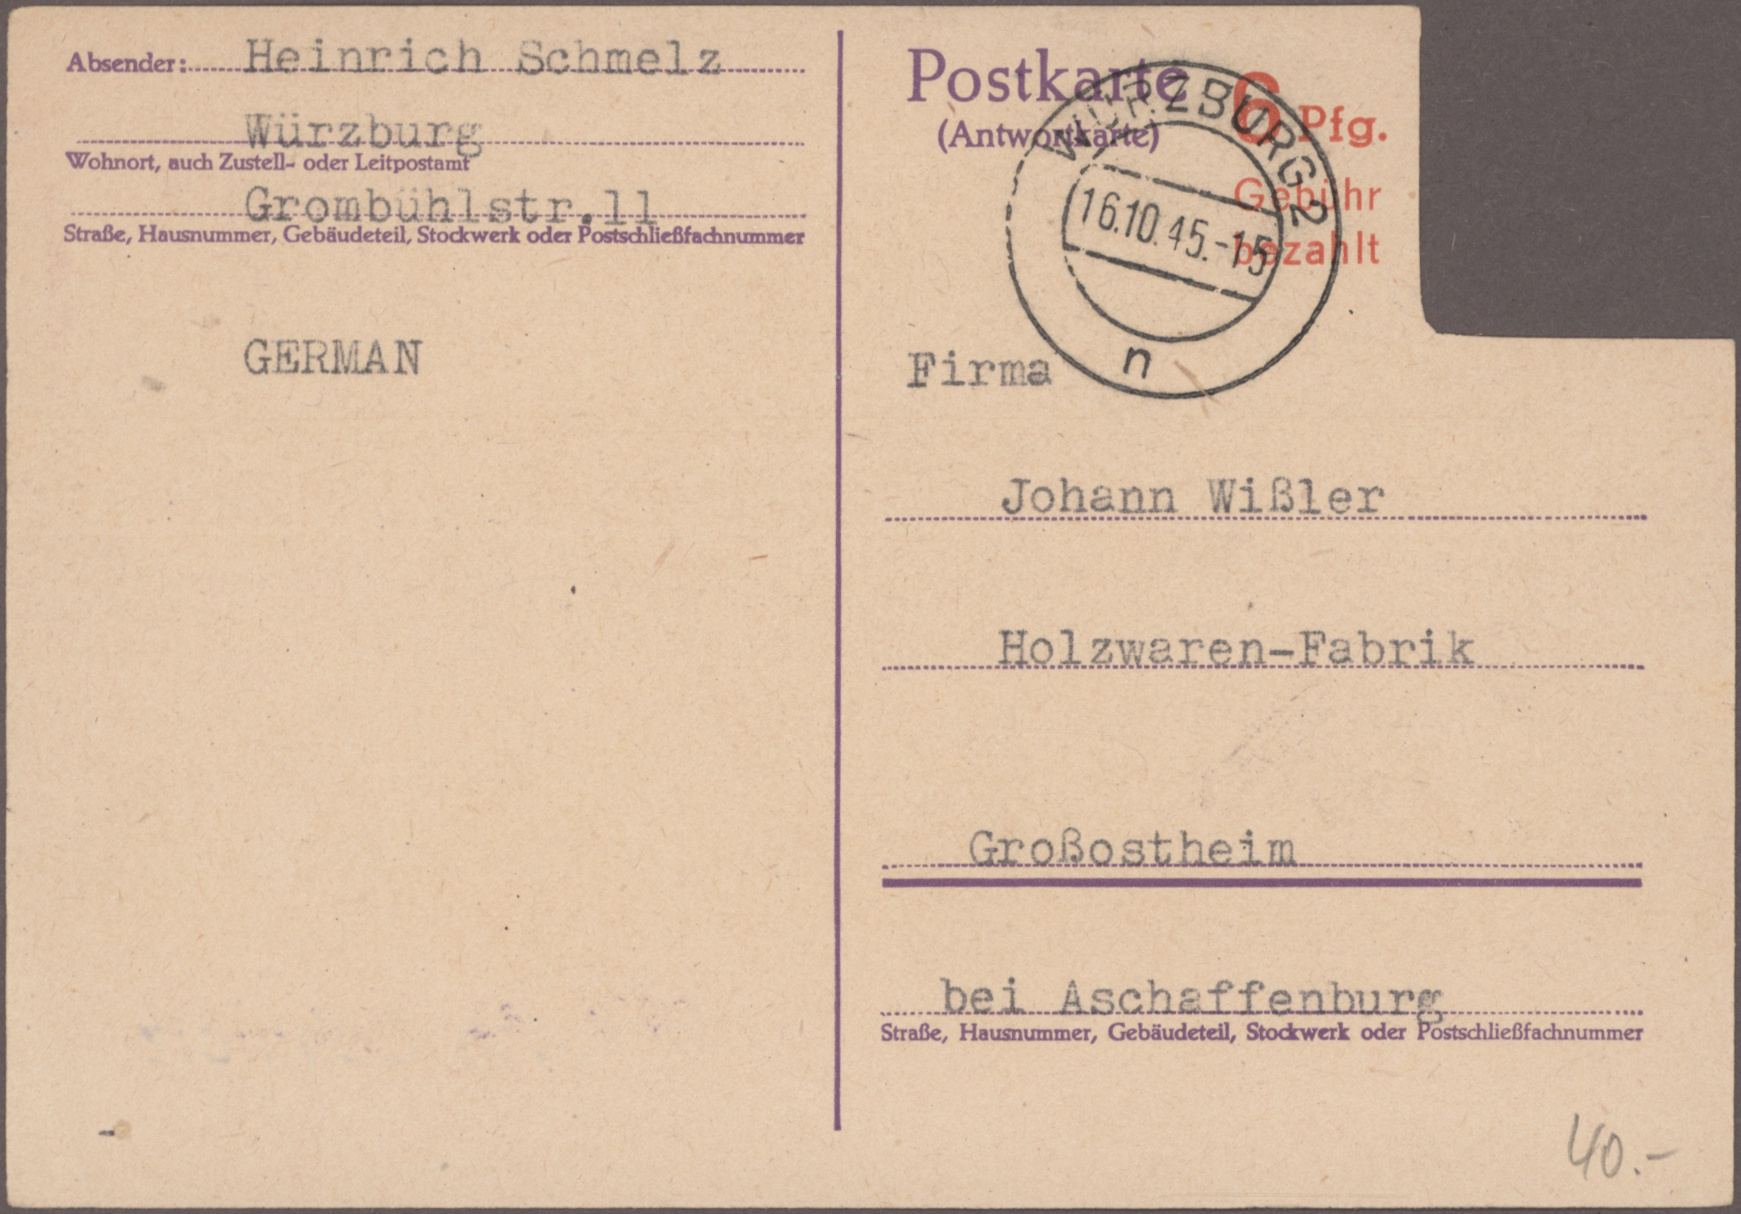 Absender: Heinrich Schmelz
Würzburg
Wohnort, auch Zustell- oder Leitpostamt
Grombühlstr.11
Straße, Hausnummer, Gebäudeteil, Stockwerk oder Postschließfachnummer
GERMAN
Postkarte
(Antwortkarte)
6 Pfg.
Gebühr
bezahlt
WÜRZBURG 2
16.10.45.-15
n
Firma
Johann Wißler
Holzwaren-Fabrik
Großostheim
bei Aschaffenburg
Straße, Hausnummer, Gebäudeteil, Stockwerk oder Postschließfachnummer
40.-